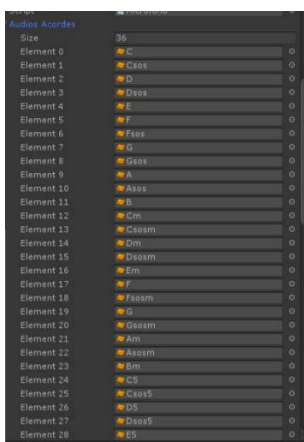 Script Microfono
Audios Acordes
Size 36
Element 0 C
Element 1 Csos
Element 2 D
Element 3 Dsos
Element 4 E
Element 5 F
Element 6 Fsos
Element 7 G
Element 8 Gsos
Element 9 A
Element 10 Asos
Element 11 B
Element 12 Cm
Element 13 Csosm
Element 14 Dm
Element 15 Dsosm
Element 16 Em
Element 17 F
Element 18 Fsosm
Element 19 G
Element 20 Gsosm
Element 21 Am
Element 22 Asosm
Element 23 Bm
Element 24 C5
Element 25 Csos5
Element 26 D5
Element 27 Dsos5
Element 28 E5